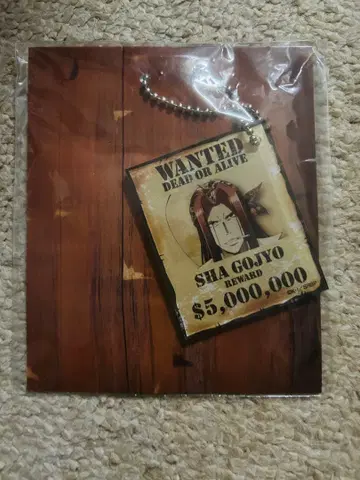 WANTED
DEAD OR ALIVE
SHA GOJYO
REWARD
$5,000,000